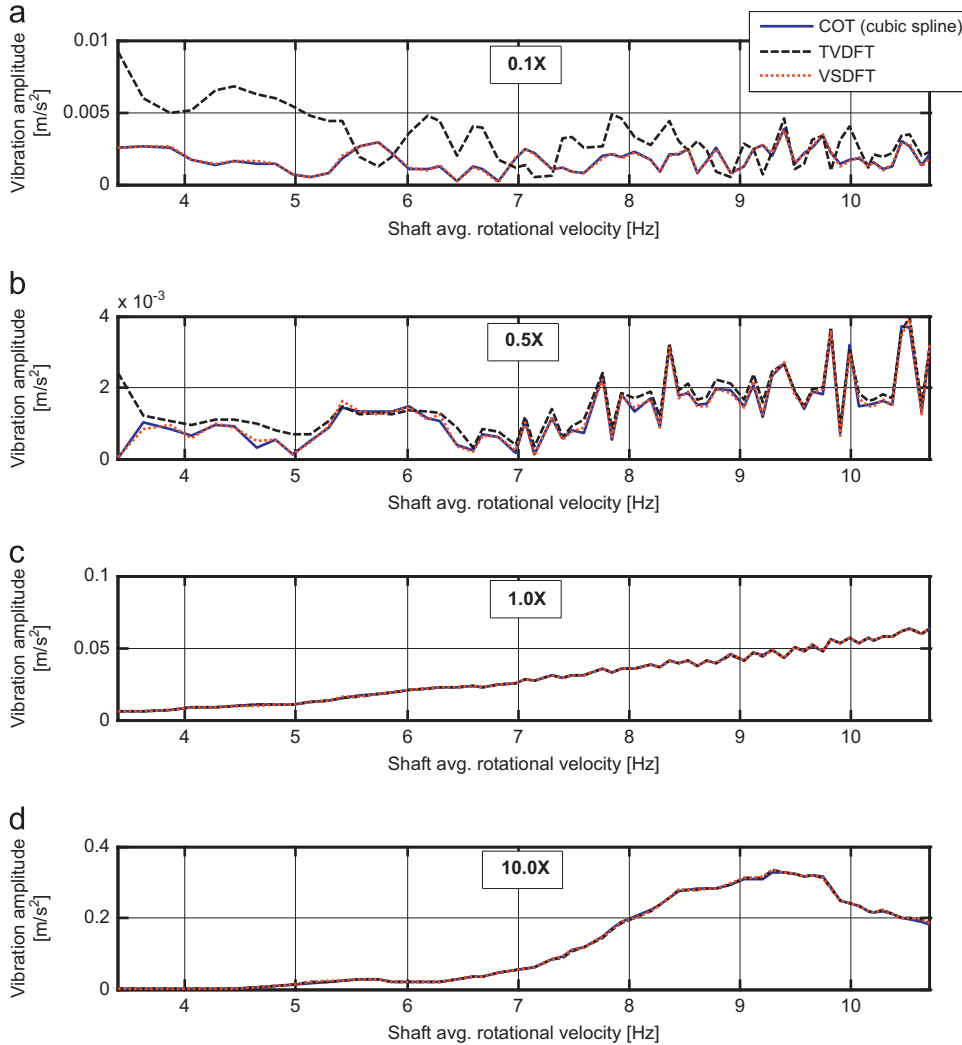 a
COT (cubic spline)
TVDFT
VSDFT
0.1X
Vibration amplitude
[m/s²]
0.01
0.005
0
4 5 6 7 8 9 10
Shaft avg. rotational velocity [Hz]
b
x 10⁻³
0.5X
Vibration amplitude
[m/s²]
4
2
0
4 5 6 7 8 9 10
Shaft avg. rotational velocity [Hz]
c
1.0X
Vibration amplitude
[m/s²]
0.1
0.05
0
4 5 6 7 8 9 10
Shaft avg. rotational velocity [Hz]
d
10.0X
Vibration amplitude
[m/s²]
0.4
0.2
0
4 5 6 7 8 9 10
Shaft avg. rotational velocity [Hz]